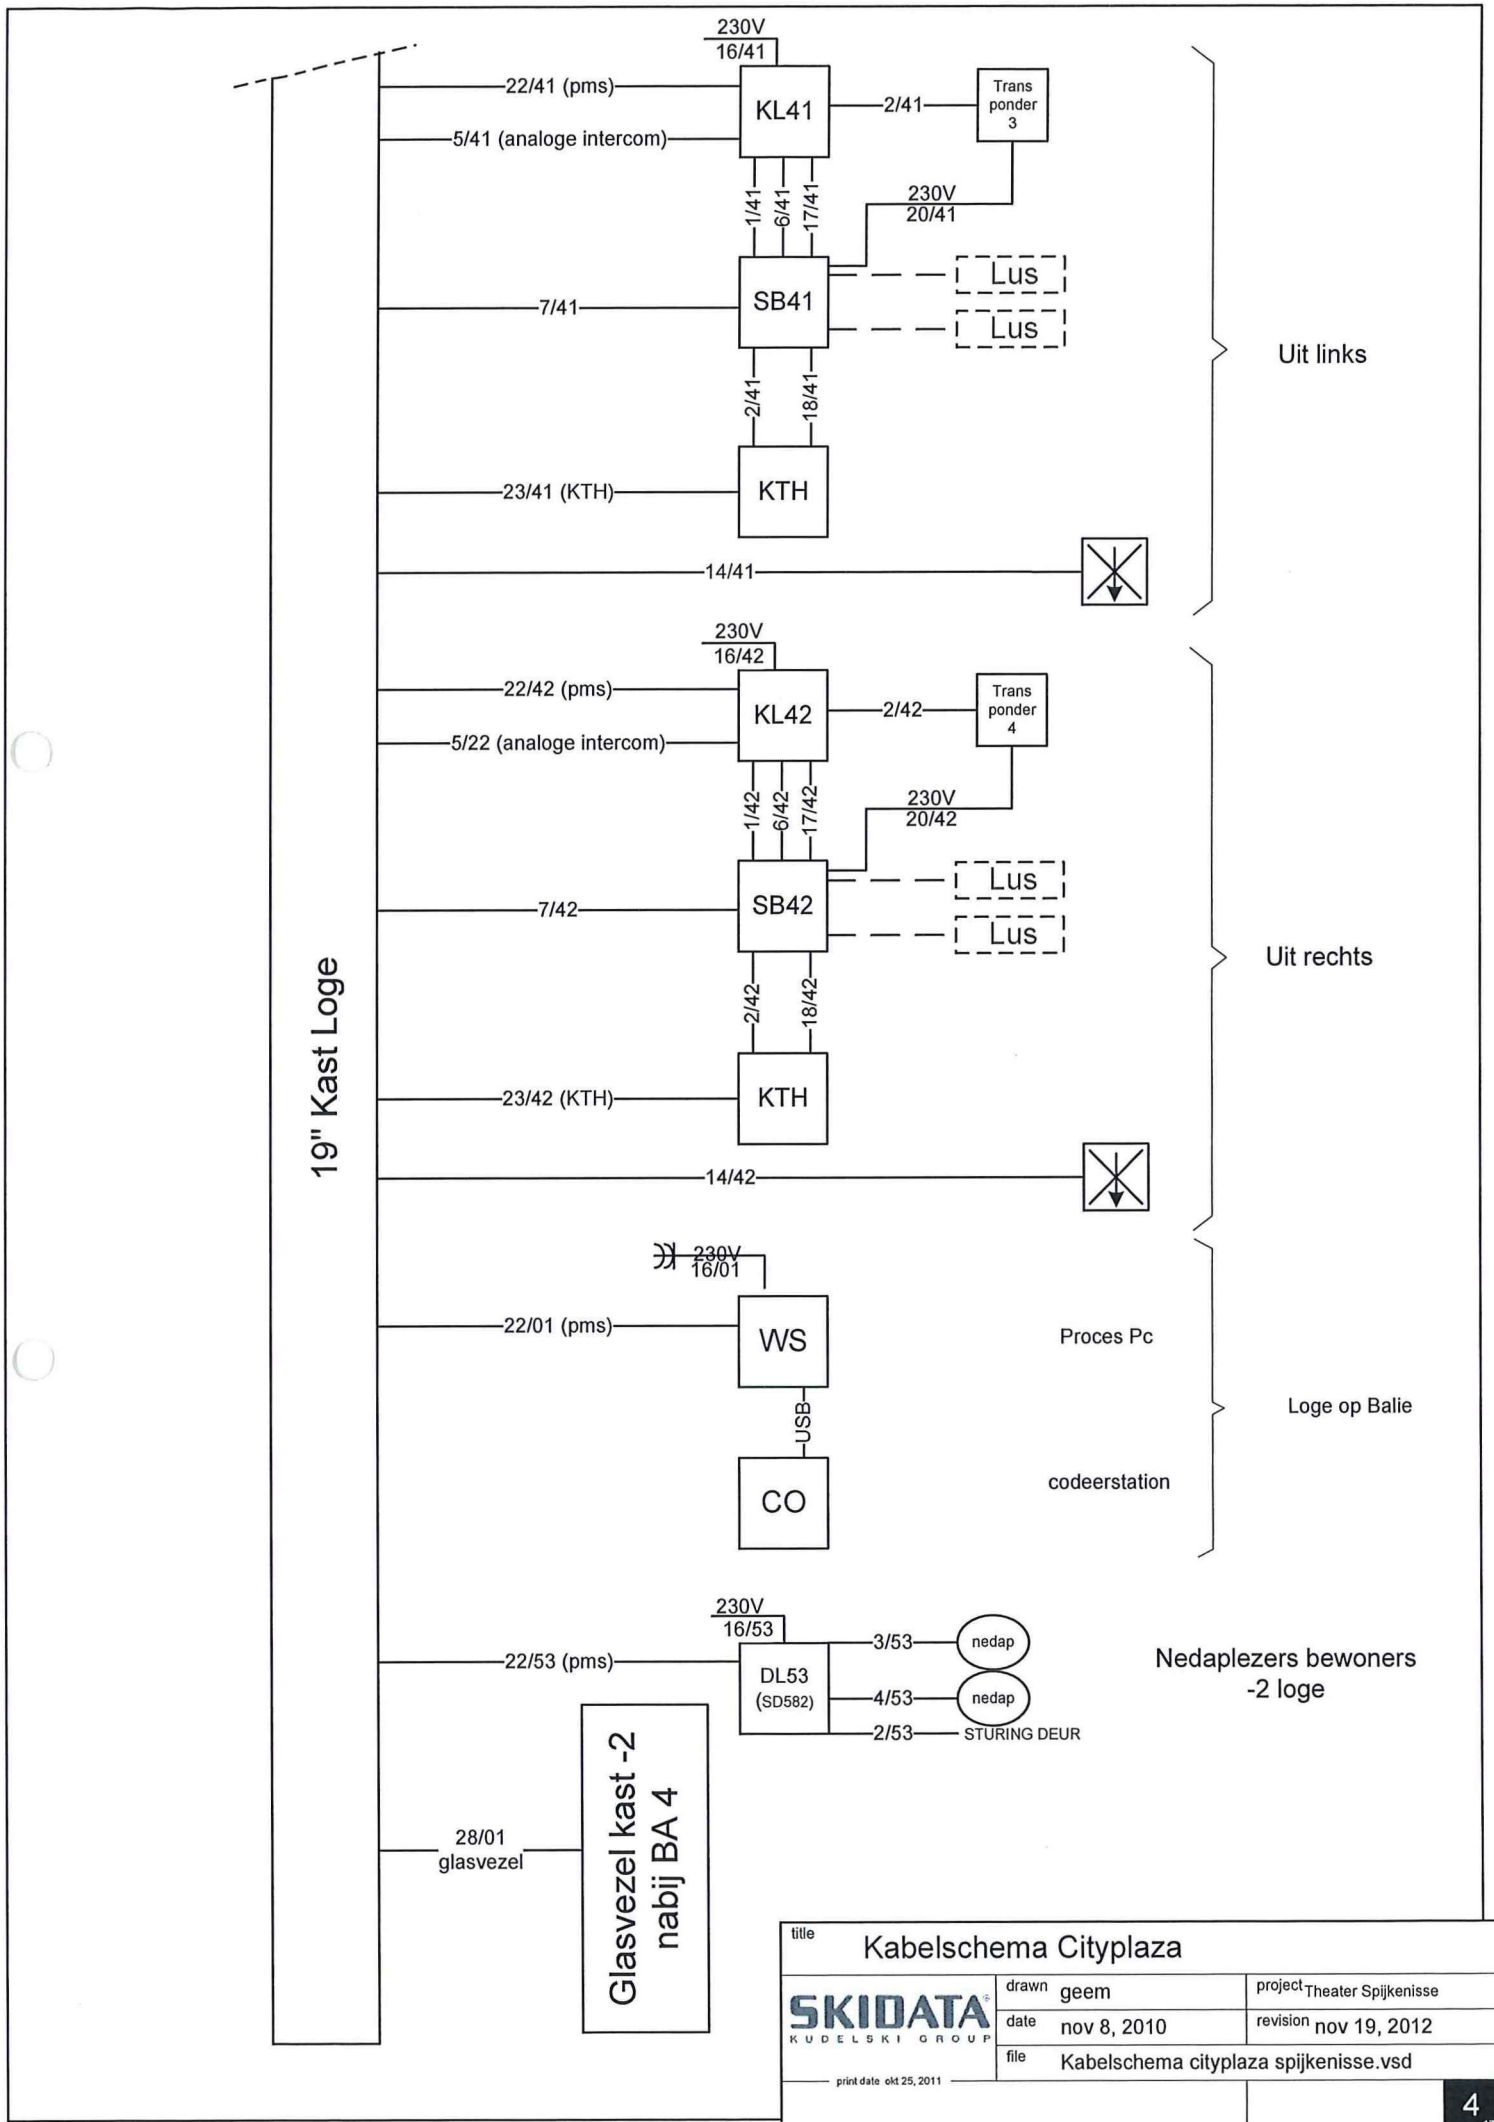 230V
16/41
22/41 (pms)
KL41
2/41
Trans
ponder
3
5/41 (analoge intercom)
1/41
6/41
17/41
230V
20/41
Lus
7/41
SB41
Lus
Uit links
2/41
18/41
23/41 (KTH)
KTH
14/41
230V
16/42
22/42 (pms)
KL42
2/42
Trans
ponder
4
5/22 (analoge intercom)
1/42
6/42
17/42
230V
20/42
Lus
7/42
SB42
Lus
Uit rechts
19" Kast Loge
2/42
18/42
23/42 (KTH)
KTH
14/42
230V
16/01
22/01 (pms)
WS
Proces Pc
USB
Loge op Balie
CO
codeerstation
230V
16/53
22/53 (pms)
DL53
(SD582)
3/53
nedap
4/53
nedap
2/53
STURING DEUR
Nedaplezers bewoners
-2 loge
28/01
glasvezel
Glasvezel kast -2
nabij BA 4
title
Kabelschema Cityplaza
SKIDATA®
KUDELSKI GROUP
drawn geem
project Theater Spijkenisse
date nov 8, 2010
revision nov 19, 2012
file Kabelschema cityplaza spijkenisse.vsd
print date okt 25, 2011
4